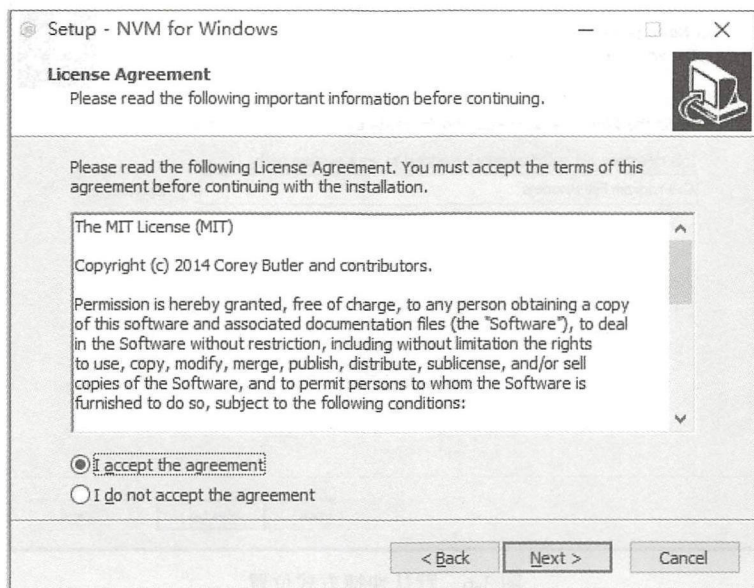 Setup - NVM for Windows
License Agreement
Please read the following important information before continuing.
Please read the following License Agreement. You must accept the terms of this
agreement before continuing with the installation.
The MIT License (MIT)
Copyright (c) 2014 Corey Butler and contributors.
Permission is hereby granted, free of charge, to any person obtaining a copy
of this software and associated documentation files (the "Software"), to deal
in the Software without restriction, including without limitation the rights
to use, copy, modify, merge, publish, distribute, sublicense, and/or sell
copies of the Software, and to permit persons to whom the Software is
furnished to do so, subject to the following conditions:
I accept the agreement
I do not accept the agreement
< Back Next > Cancel